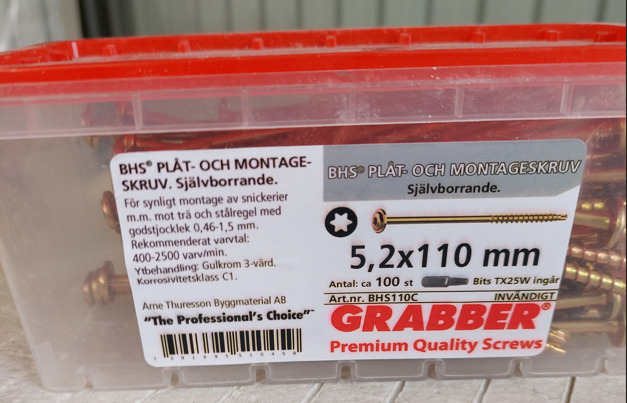 BHS® PLÅT- OCH MONTAGE-
SKRUV. Självborrande.
För synligt montage av snickerier
m.m. mot trä och stålregel med
godstjocklek 0,46-1,5 mm.
Rekommenderat varvtal:
400-2500 varv/min.
Ytbehandling: Gulkrom 3-värd.
Korrosivitetsklass C1.
Arne Thuresson Byggmaterial AB
"The Professional's Choice"™
BHS® PLÅT- OCH MONTAGESKRUV
Självborrande.
5,2x110 mm
Antal: ca 100 st Bits TX25W ingår
Art.nr. BHS110C INVÄNDIGT
GRABBER®
Premium Quality Screws